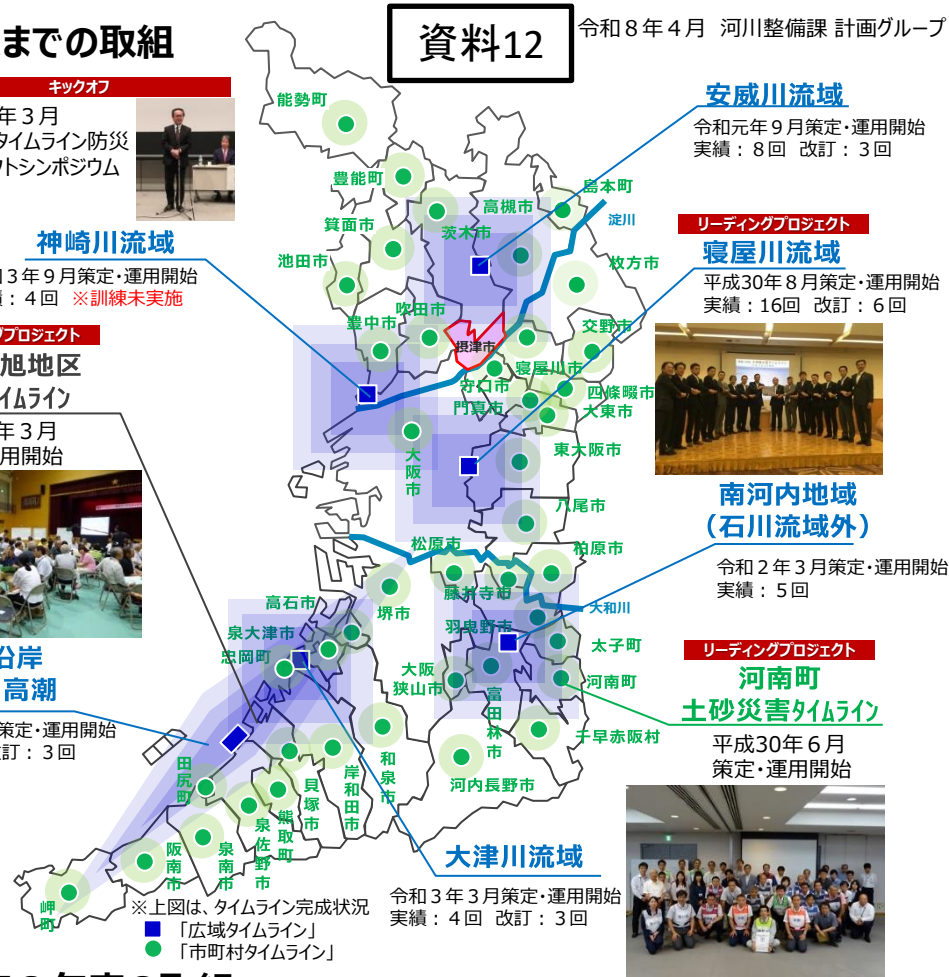 までの取組
資料12
令和８年４月 河川整備課 計画グループ
キックオフ
年３月
タイムライン防災
クトシンポジウム
安威川流域
令和元年９月策定・運用開始
実績：８回 改訂：３回
神崎川流域
３年９月策定・運用開始
：４回 ※訓練未実施
リーディングプロジェクト
寝屋川流域
平成30年８月策定・運用開始
実績：16回 改訂：６回
プロジェクト
旭地区
イムライン
年３月
用開始
南河内地域
（石川流域外）
令和２年３月策定・運用開始
実績：５回
沿岸
高潮
策定・運用開始
訂：３回
リーディングプロジェクト
河南町
土砂災害タイムライン
平成30年６月
策定・運用開始
大津川流域
令和３年３月策定・運用開始
実績：４回 改訂：３回
能勢町
豊能町
島本町
高槻市
茨木市
淀川
箕面市
池田市
枚方市
吹田市
豊中市
摂津市
交野市
寝屋川市
守口市
門真市
四條畷市
大東市
大阪市
東大阪市
八尾市
松原市
柏原市
藤井寺市
大和川
堺市
高石市
泉大津市
忠岡町
羽曳野市
太子町
大阪
狭山市
河南町
富田林市
千早赤阪村
河内長野市
和泉市
岸和田市
貝塚市
熊取町
泉佐野市
田尻町
泉南市
阪南市
岬町
※上図は、タイムライン完成状況
「広域タイムライン」
「市町村タイムライン」